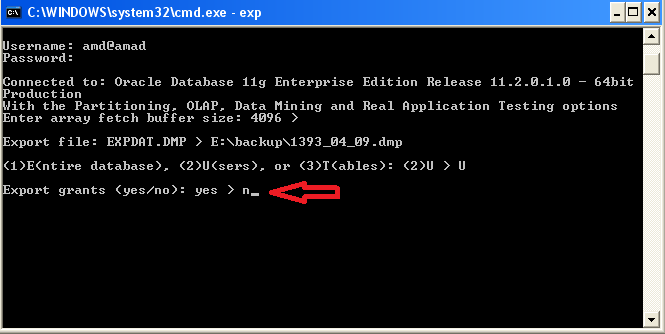 C:\WINDOWS\system32\cmd.exe - exp
Username: amd@amad
Password:
Connected to: Oracle Database 11g Enterprise Edition Release 11.2.0.1.0 - 64bit
Production
With the Partitioning, OLAP, Data Mining and Real Application Testing options
Enter array fetch buffer size: 4096 >
Export file: EXPDAT.DMP > E:\backup\1393_04_09.dmp
(1)E(ntire database), (2)U(sers), or (3)T(ables): (2)U > U
Export grants (yes/no): yes > n_